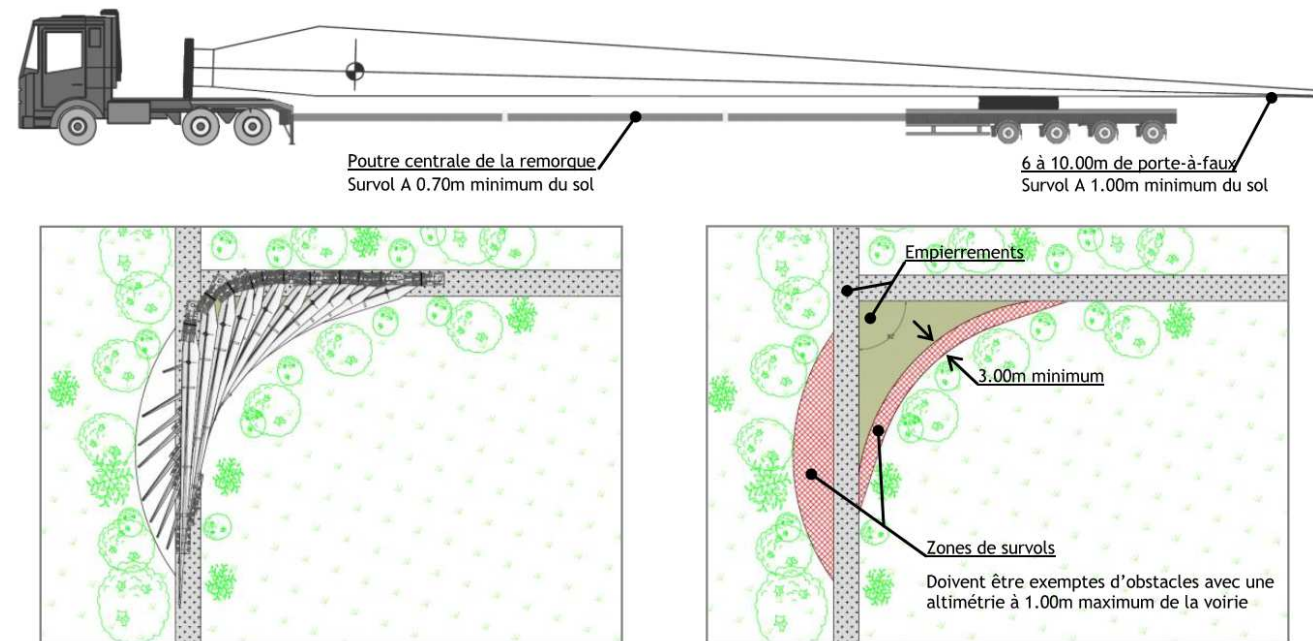 Poutre centrale de la remorque
Survol A 0.70m minimum du sol
6 à 10.00m de porte-à-faux
Survol A 1.00m minimum du sol
Empierrements
3.00m minimum
Zones de survols
Doivent être exemptes d'obstacles avec une
altimétrie à 1.00m maximum de la voirie